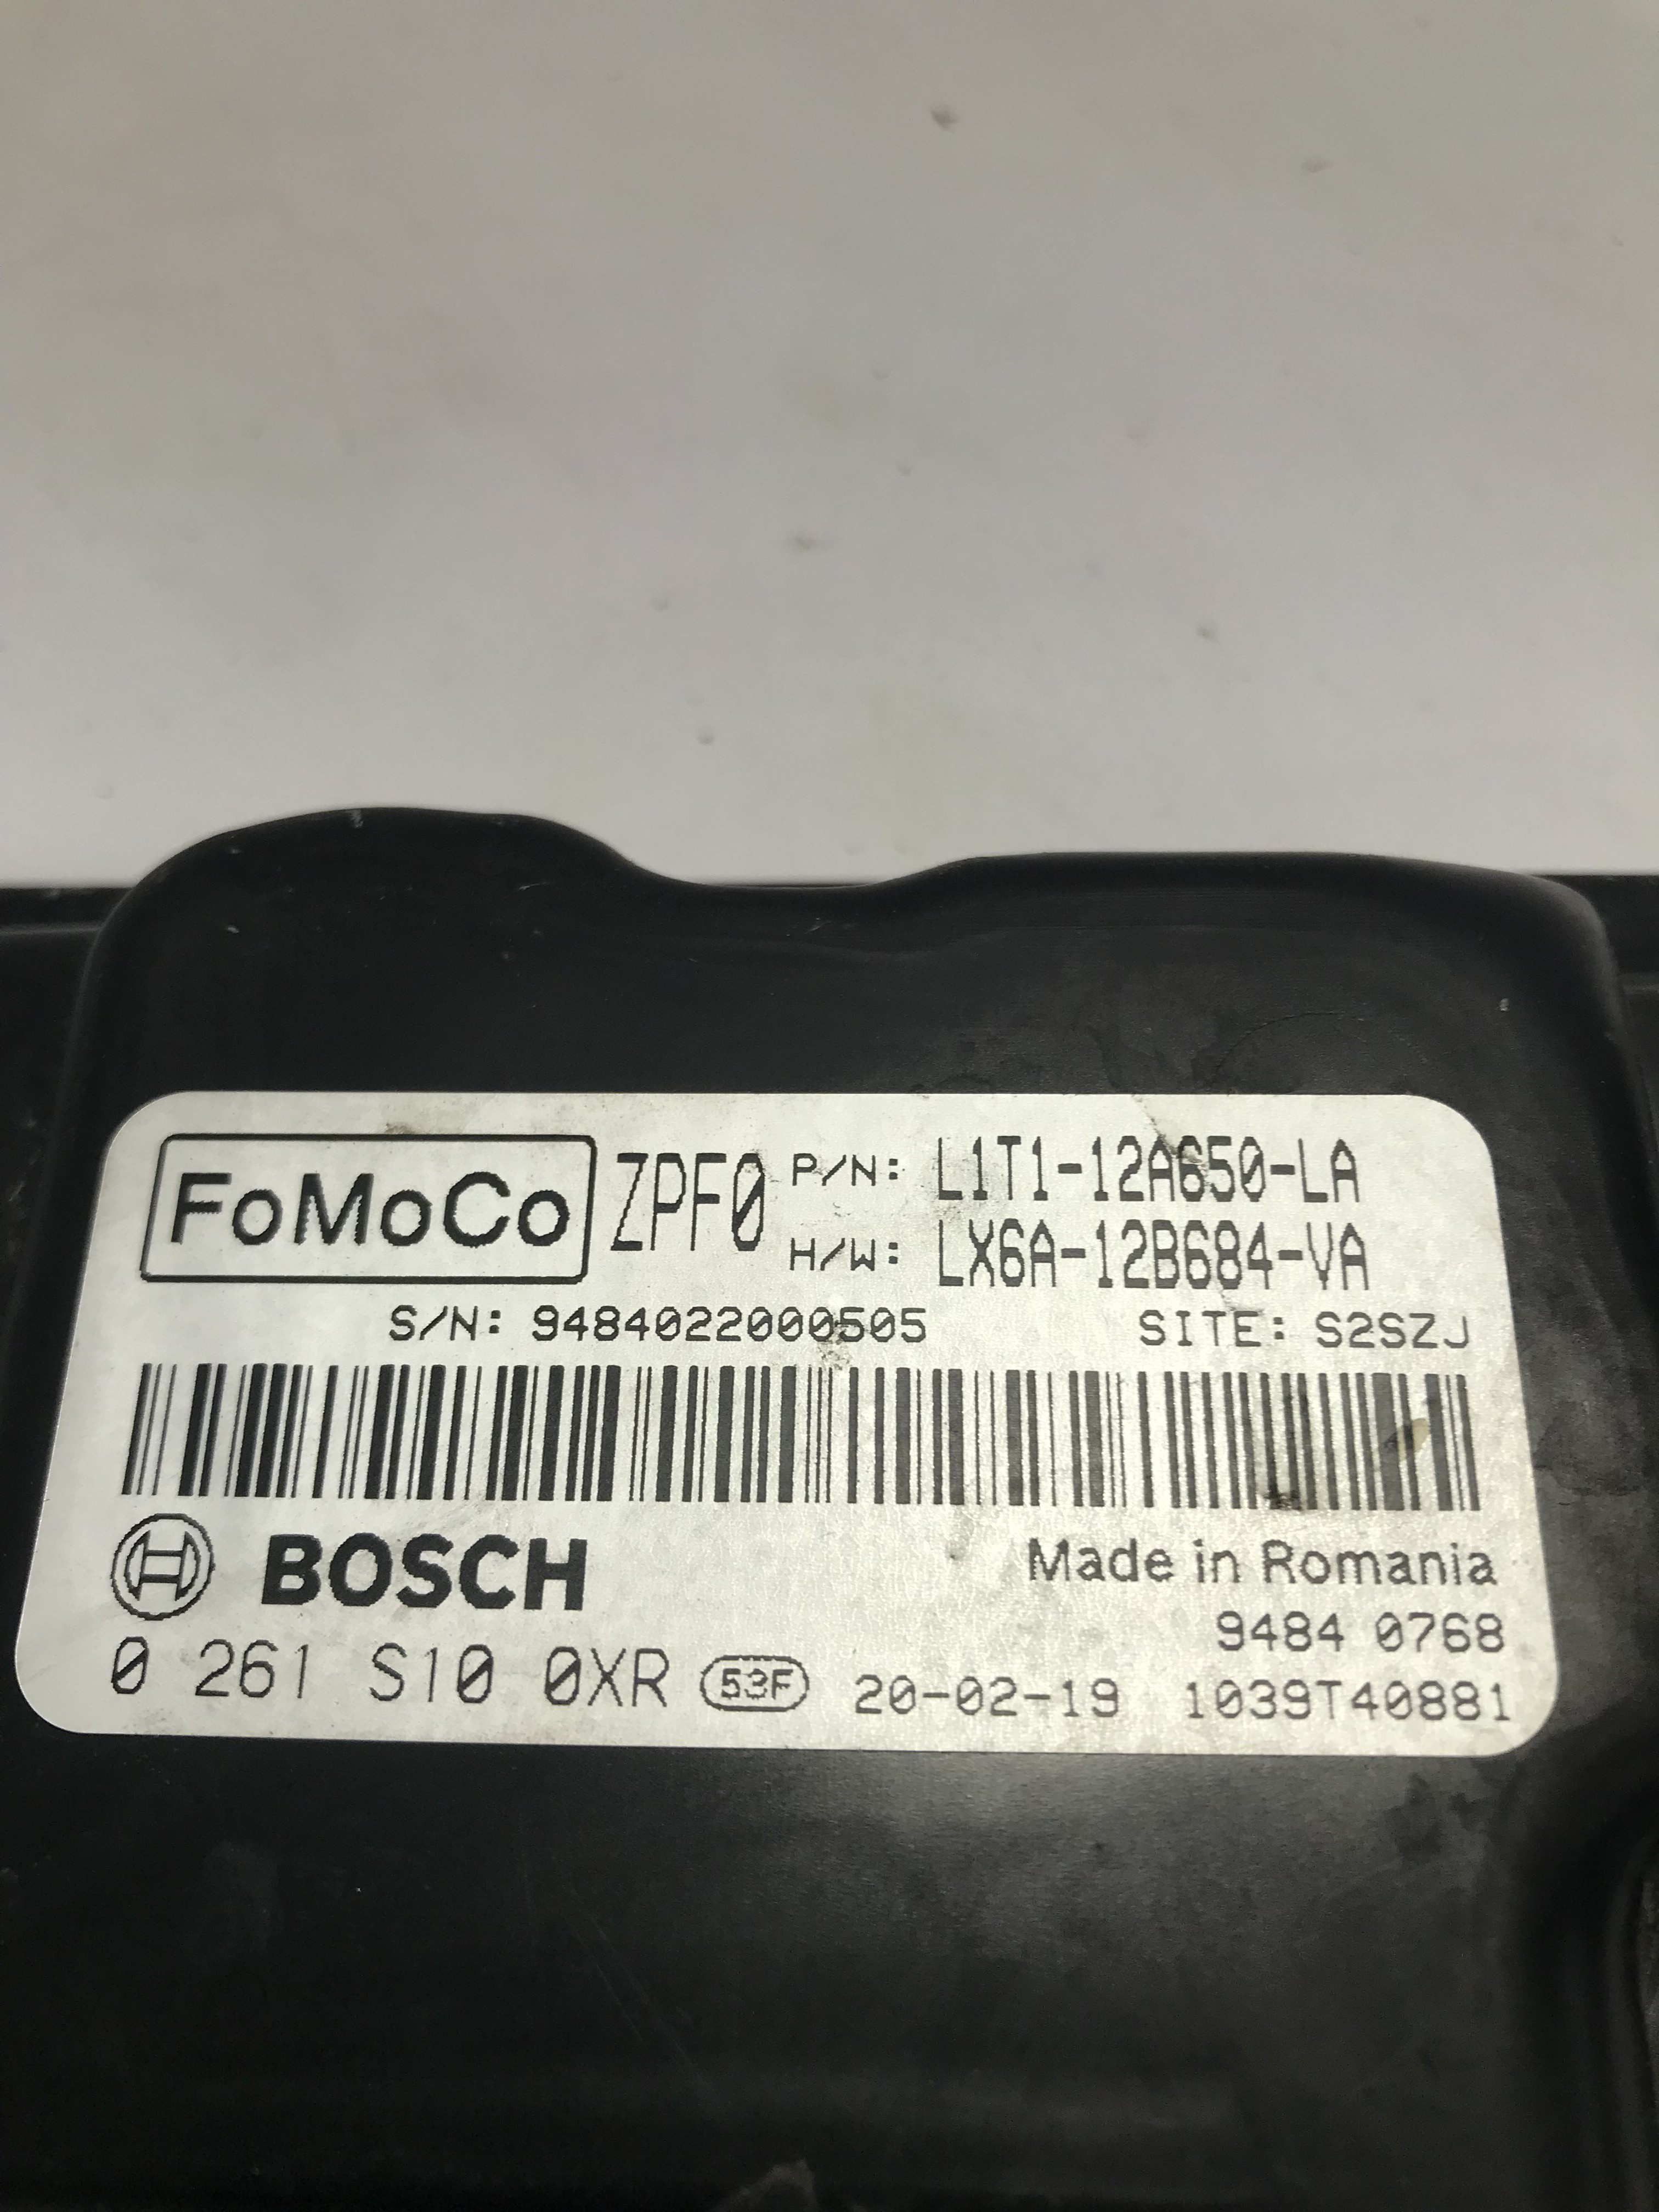 FoMoCo ZPF0 P/N: L1T1-12A650-LA
H/W: LX6A-12B684-VA
S/N: 9484022000505 SITE: S2SZJ
BOSCH Made in Romania
9484 0768
0 261 S10 0XR 53F 20-02-19 1039T40881